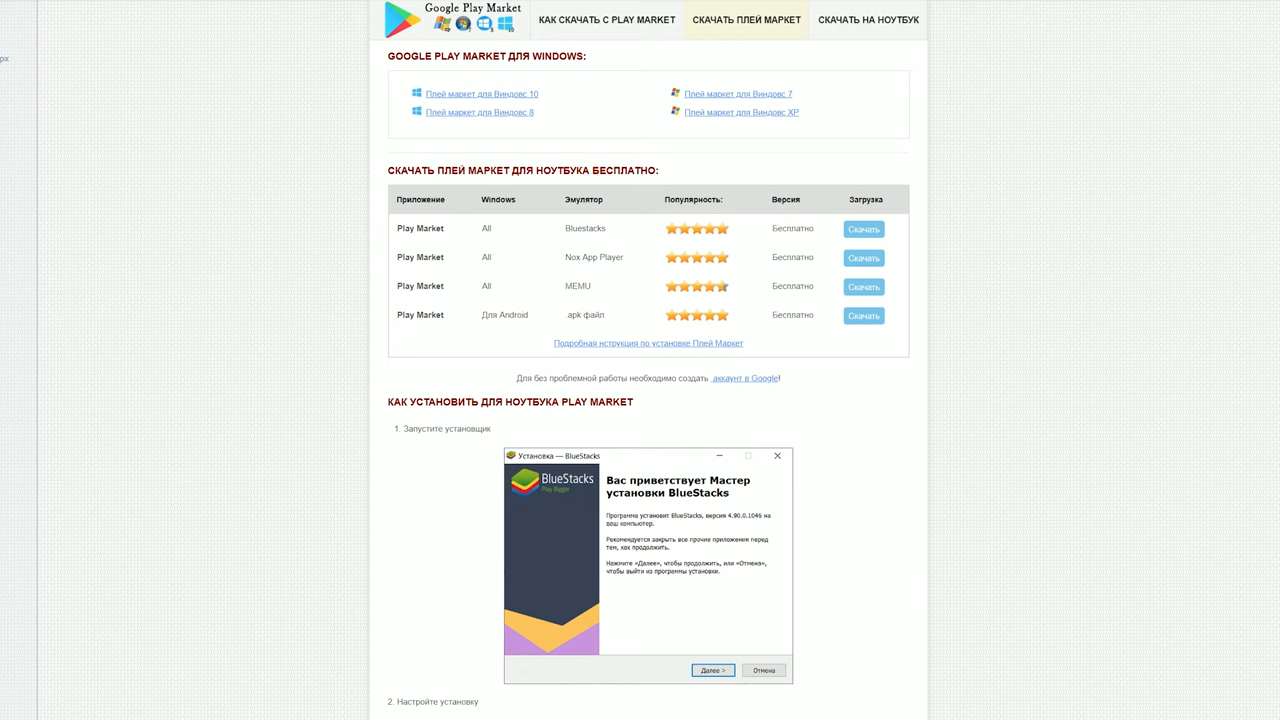 Google Play Market
КАК СКАЧАТЬ С PLAY MARKET
СКАЧАТЬ ПЛЕЙ МАРКЕТ
СКАЧАТЬ НА НОУТБУК
рх
GOOGLE PLAY MARKET ДЛЯ WINDOWS:
Плей маркет для Виндовс 10
Плей маркет для Виндовс 7
Плей маркет для Виндовс 8
Плей маркет для Виндовс XP
СКАЧАТЬ ПЛЕЙ МАРКЕТ ДЛЯ НОУТБУКА БЕСПЛАТНО:
Приложение Windows Эмулятор Популярность: Версия Загрузка
Play Market All Bluestacks Бесплатно Скачать
Play Market All Nox App Player Бесплатно Скачать
Play Market All MEMU Бесплатно Скачать
Play Market Для Android .apk файл Бесплатно Скачать
Подробная нструкция по установке Плей Маркет
Для без проблемной работы необходимо создать аккаунт в Google!
КАК УСТАНОВИТЬ ДЛЯ НОУТБУКА PLAY MARKET
1. Запустите установщик
Установка — BlueStacks
BlueStacks
Play Bigger
Вас приветствует Мастер
установки BlueStacks
Программа установит BlueStacks, версия 4.90.0.1046 на
ваш компьютер.
Рекомендуется закрыть все прочие приложения перед
тем, как продолжить.
Нажмите «Далее», чтобы продолжить, или «Отмена»,
чтобы выйти из программы установки.
Далее >
Отмена
2. Настройте установку